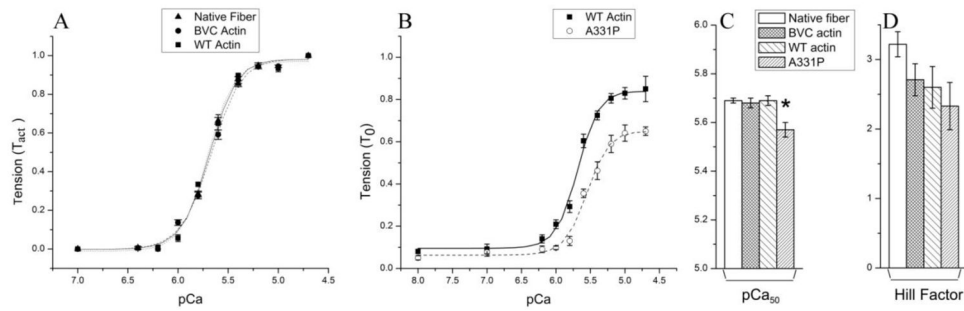 A
Native Fiber
BVC Actin
WT Actin
Tension (Tact)
1.0
0.8
0.6
0.4
0.2
0.0
7.0 6.5 6.0 5.5 5.0 4.5
pCa
B
WT Actin
A331P
Tension (T0)
1.0
0.8
0.6
0.4
0.2
0.0
8.0 7.5 7.0 6.5 6.0 5.5 5.0 4.5
pCa
C
Native fiber
BVC actin
WT actin
A331P
*
6.0
5.8
5.6
5.4
5.2
5.0
pCa50
D
3
2
1
0
Hill Factor